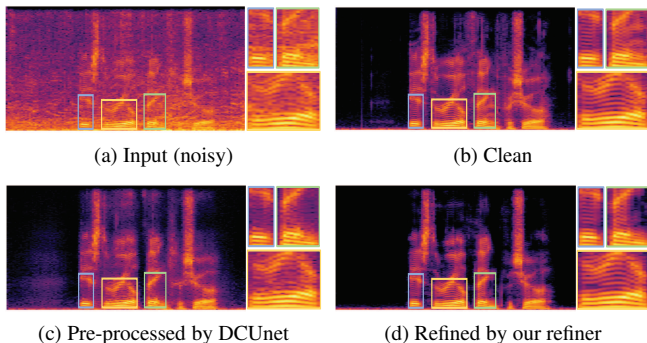 (a) Input (noisy)
(b) Clean
(c) Pre-processed by DCUnet
(d) Refined by our refiner